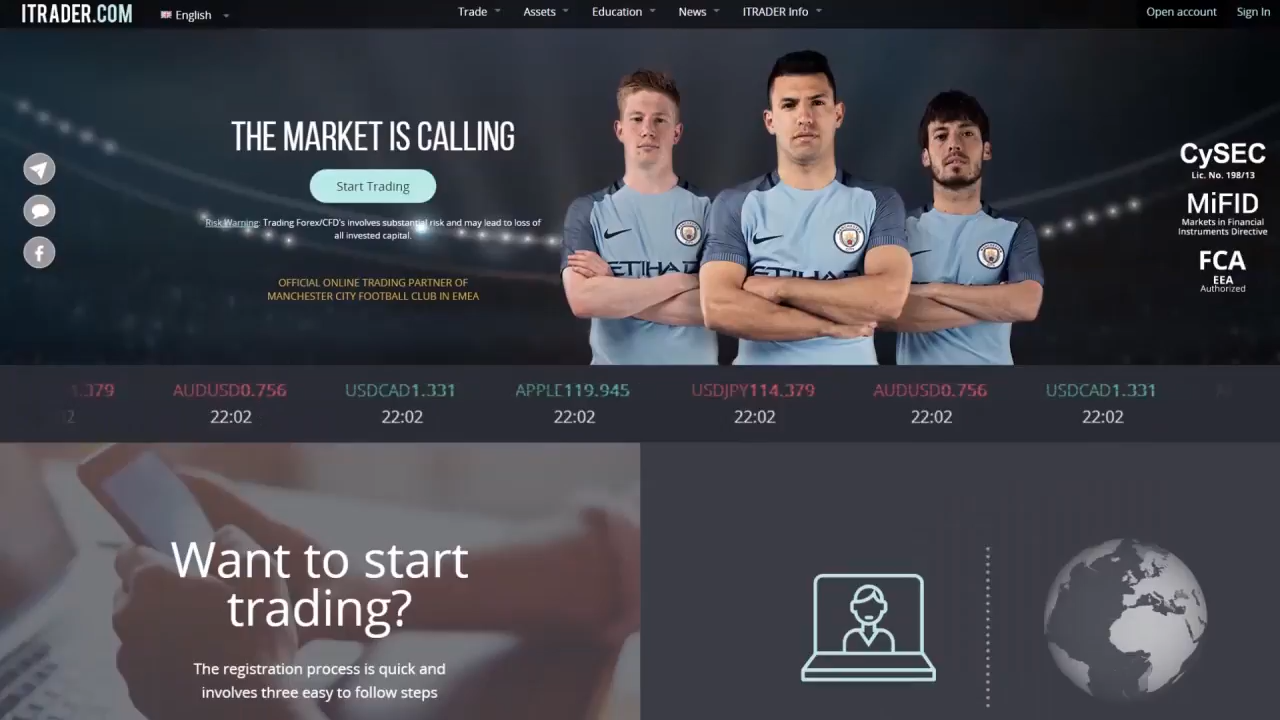 ITRADER.COM
English
Trade
Assets
Education
News
ITRADER Info
Open account
Sign In
THE MARKET IS CALLING
Start Trading
Risk Warning: Trading Forex/CFD's involves substantial risk and may lead to loss of
all invested capital.
OFFICIAL ONLINE TRADING PARTNER OF
MANCHESTER CITY FOOTBALL CLUB IN EMEA
ETIHAD
ETIHAD
CySEC
Lic. No. 198/13
MiFID
Markets in Financial
Instruments Directive
FCA
EEA
Authorized
1.379
AUDUSD0.756
USDCAD1.331
APPLE119.945
USDJPY114.379
AUDUSD0.756
USDCAD1.331
22:02
22:02
22:02
22:02
22:02
22:02
Want to start
trading?
The registration process is quick and
involves three easy to follow steps